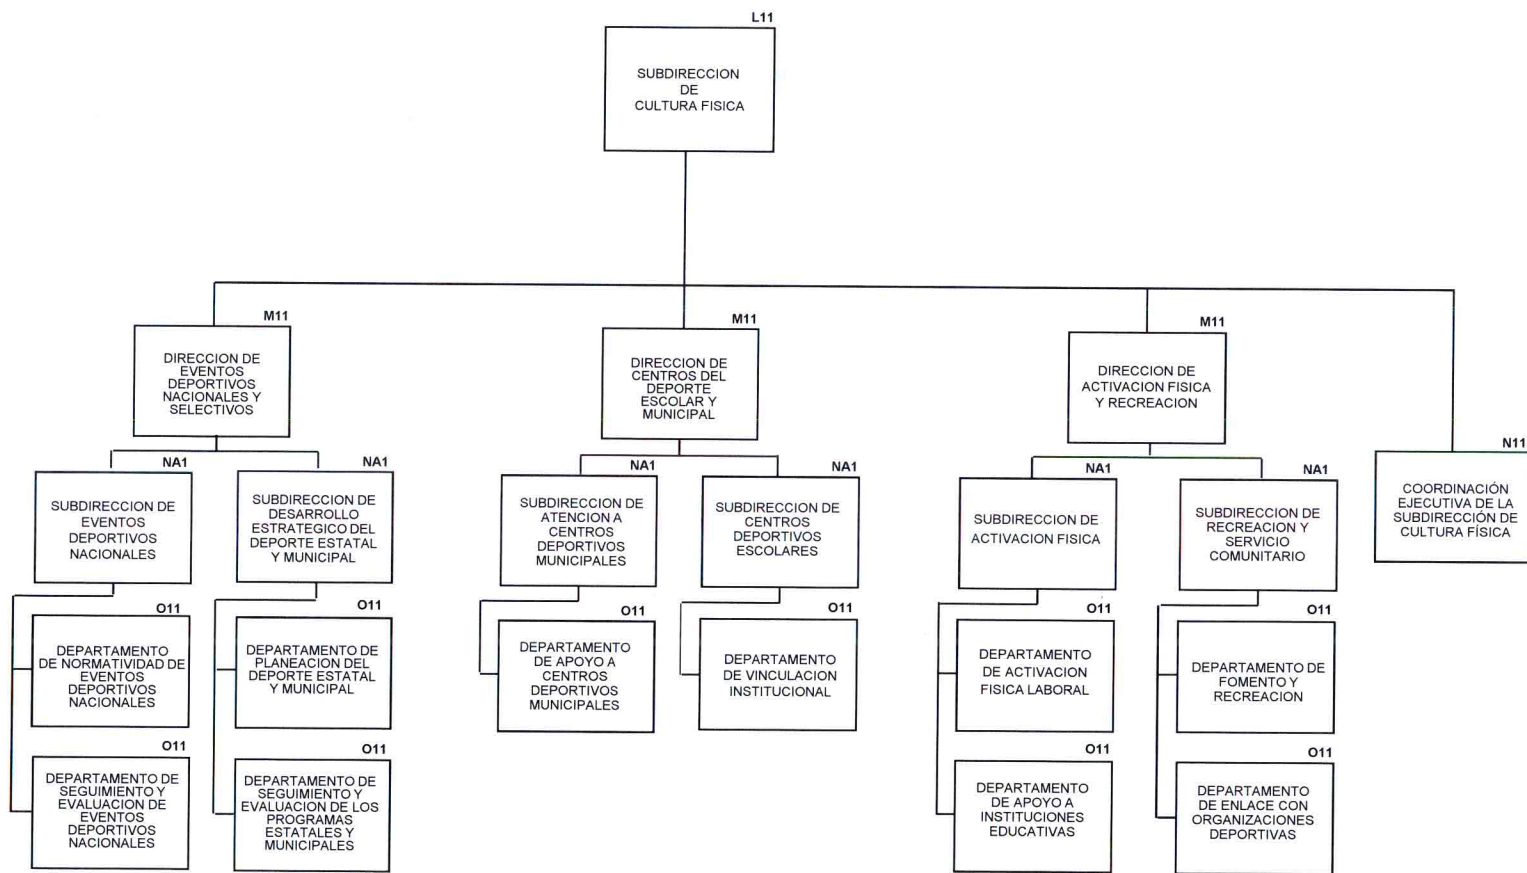 L11
SUBDIRECCION
DE
CULTURA FISICA
M11
DIRECCION DE
EVENTOS
DEPORTIVOS
NACIONALES Y
SELECTIVOS
M11
DIRECCION DE
CENTROS DEL
DEPORTE
ESCOLAR Y
MUNICIPAL
M11
DIRECCION DE
ACTIVACION FISICA
Y RECREACION
N11
COORDINACIÓN
EJECUTIVA DE LA
SUBDIRECCIÓN DE
CULTURA FÍSICA
NA1
SUBDIRECCION DE
EVENTOS
DEPORTIVOS
NACIONALES
NA1
SUBDIRECCION DE
DESARROLLO
ESTRATEGICO DEL
DEPORTE ESTATAL
Y MUNICIPAL
NA1
SUBDIRECCION DE
ATENCION A
CENTROS
DEPORTIVOS
MUNICIPALES
NA1
SUBDIRECCION DE
CENTROS
DEPORTIVOS
ESCOLARES
NA1
SUBDIRECCION DE
ACTIVACION FISICA
NA1
SUBDIRECCION DE
RECREACION Y
SERVICIO
COMUNITARIO
O11
DEPARTAMENTO
DE NORMATIVIDAD DE
EVENTOS
DEPORTIVOS
NACIONALES
O11
DEPARTAMENTO DE
PLANEACION DEL
DEPORTE ESTATAL
Y MUNICIPAL
O11
DEPARTAMENTO
DE APOYO A
CENTROS
DEPORTIVOS
MUNICIPALES
O11
DEPARTAMENTO
DE VINCULACION
INSTITUCIONAL
O11
DEPARTAMENTO
DE ACTIVACION
FISICA LABORAL
O11
DEPARTAMENTO DE
FOMENTO Y
RECREACION
O11
DEPARTAMENTO DE
SEGUIMIENTO Y
EVALUACION DE
EVENTOS
DEPORTIVOS
NACIONALES
O11
DEPARTAMENTO DE
SEGUIMIENTO Y
EVALUACION DE LOS
PROGRAMAS
ESTATALES Y
MUNICIPALES
O11
DEPARTAMENTO
DE APOYO A
INSTITUCIONES
EDUCATIVAS
O11
DEPARTAMENTO
DE ENLACE CON
ORGANIZACIONES
DEPORTIVAS